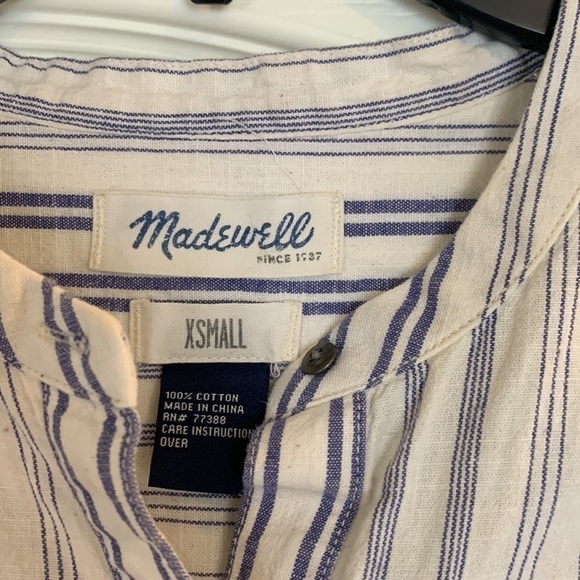 Madewell
SINCE 1937
XSMALL
100% COTTON
MADE IN CHINA
RN# 77388
CARE INSTRUCTION
OVER